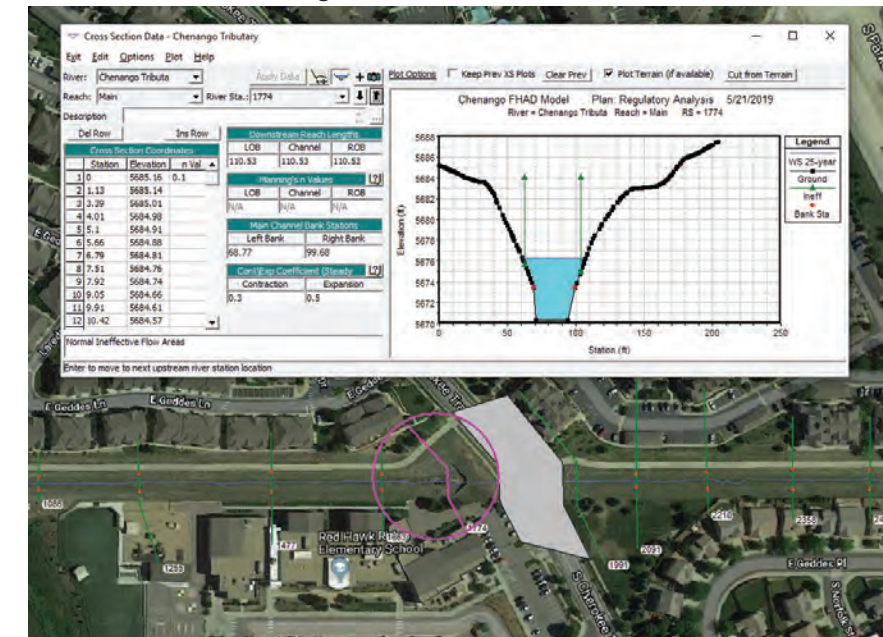 Cross Section Data - Chenango Tributary
Exit Edit Options Plot Help
River: Chenango Tributa
Apply Data
Plot Options Keep Prev XS Plots Clear Prev Plot Terrain (if available) Cut from Terrain
Reach: Main River Sta.: 1774
Description
Del Row Ins Row
Cross Section Coordinates
Station Elevation n Val
1 0 5685.16 0.1
2 1.13 5685.14
3 3.39 5685.01
4 4.01 5684.98
5 5.1 5684.91
6 5.66 5684.88
7 6.79 5684.81
8 7.51 5684.76
9 7.92 5684.74
10 9.05 5684.66
11 9.91 5684.61
12 10.42 5684.57
Downstream Reach Lengths
LOB Channel ROB
110.53 110.53 110.53
Manning's n Values
LOB Channel ROB
N/A N/A N/A
Main Channel Bank Stations
Left Bank Right Bank
68.77 99.68
Cont\Exp Coefficient (Steady
Contraction Expansion
0.3 0.5
Normal Ineffective Flow Areas
Enter to move to next upstream river station location
Chenango FHAD Model Plan: Regulatory Analysis 5/21/2019
River = Chenango Tributa Reach = Main RS = 1774
Elevation (ft)
5688
5686
5684
5682
5680
5678
5676
5674
5672
5670
0 50 100 150 200 250
Station (ft)
Legend
WS 25-year
Ground
Ineff
Bank Sta
E Geddes Ln E Geddes Ln
Red Hawk
Elementary School
1288
1477
1774
1991
2091
2218
2358
E Geddes Pl
S Cherokee
S Norfolk St